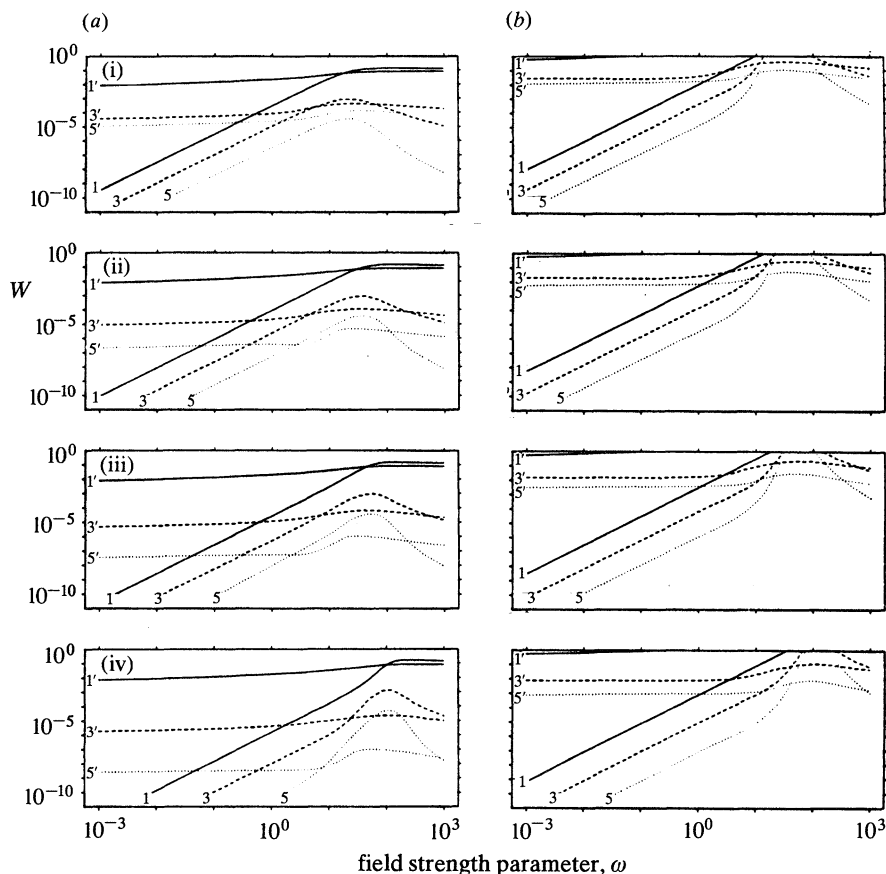 (a) (b)
10^0 (i) 1′
1′
3′ 3′
10^−5 5′ 5′
1
1 3
10^−10 3 5 5
10^0 (ii) 1′
1′ 3′
W 5′
3′
10^−5
5′ 1
3
10^−10 1 3 5 5
10^0 (iii) 1′
1′ 3′
5′
10^−5 3′
5′ 1
10^−10 1 3 5 3 5
10^0 (iv) 1′
1′ 3′
5′
10^−5 3′
5′ 1
10^−10 1 3 5 3 5
10^−3 10^0 10^3 10^−3 10^0 10^3
field strength parameter, ω